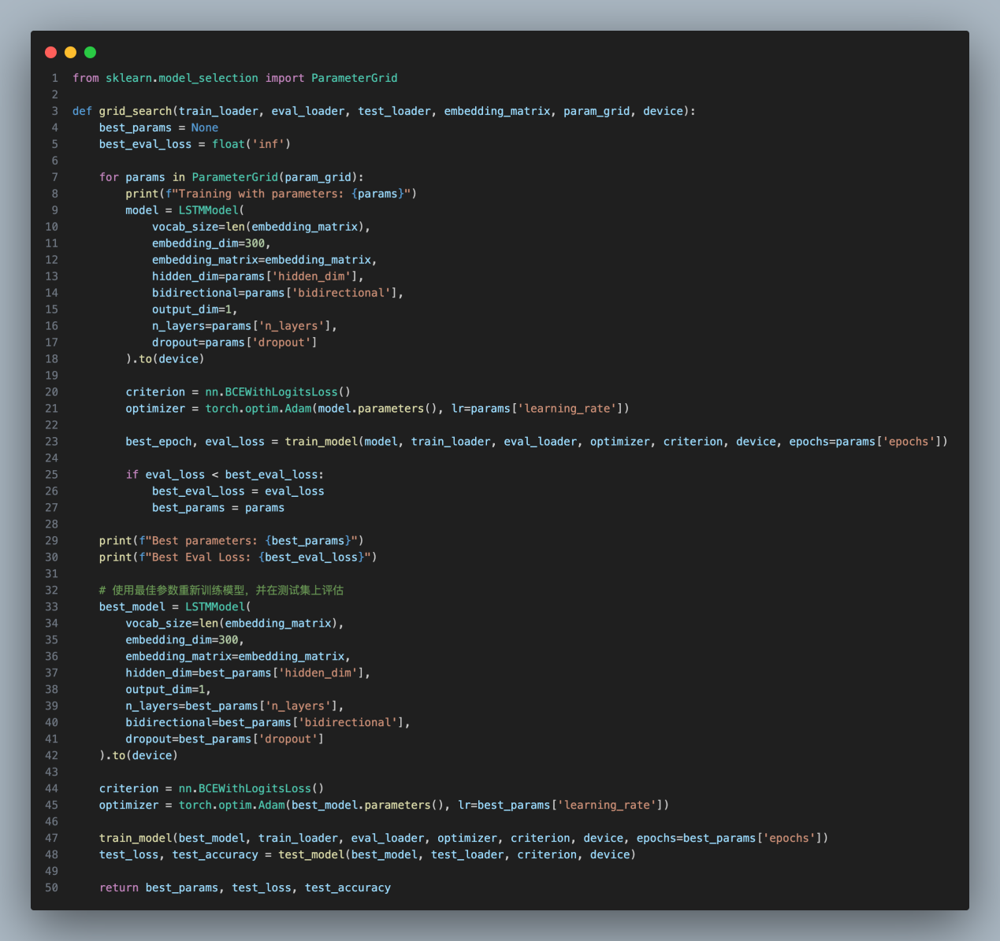 1 from sklearn.model_selection import ParameterGrid
2
3 def grid_search(train_loader, eval_loader, test_loader, embedding_matrix, param_grid, device):
4     best_params = None
5     best_eval_loss = float('inf')
6
7     for params in ParameterGrid(param_grid):
8         print(f"Training with parameters: {params}")
9         model = LSTMModel(
10             vocab_size=len(embedding_matrix),
11             embedding_dim=300,
12             embedding_matrix=embedding_matrix,
13             hidden_dim=params['hidden_dim'],
14             bidirectional=params['bidirectional'],
15             output_dim=1,
16             n_layers=params['n_layers'],
17             dropout=params['dropout']
18         ).to(device)
19
20         criterion = nn.BCEWithLogitsLoss()
21         optimizer = torch.optim.Adam(model.parameters(), lr=params['learning_rate'])
22
23         best_epoch, eval_loss = train_model(model, train_loader, eval_loader, optimizer, criterion, device, epochs=params['epochs'])
24
25         if eval_loss < best_eval_loss:
26             best_eval_loss = eval_loss
27             best_params = params
28
29     print(f"Best parameters: {best_params}")
30     print(f"Best Eval Loss: {best_eval_loss}")
31
32     # 使用最佳参数重新训练模型，并在测试集上评估
33     best_model = LSTMModel(
34         vocab_size=len(embedding_matrix),
35         embedding_dim=300,
36         embedding_matrix=embedding_matrix,
37         hidden_dim=best_params['hidden_dim'],
38         output_dim=1,
39         n_layers=best_params['n_layers'],
40         bidirectional=best_params['bidirectional'],
41         dropout=best_params['dropout']
42     ).to(device)
43
44     criterion = nn.BCEWithLogitsLoss()
45     optimizer = torch.optim.Adam(best_model.parameters(), lr=best_params['learning_rate'])
46
47     train_model(best_model, train_loader, eval_loader, optimizer, criterion, device, epochs=best_params['epochs'])
48     test_loss, test_accuracy = test_model(best_model, test_loader, criterion, device)
49
50     return best_params, test_loss, test_accuracy